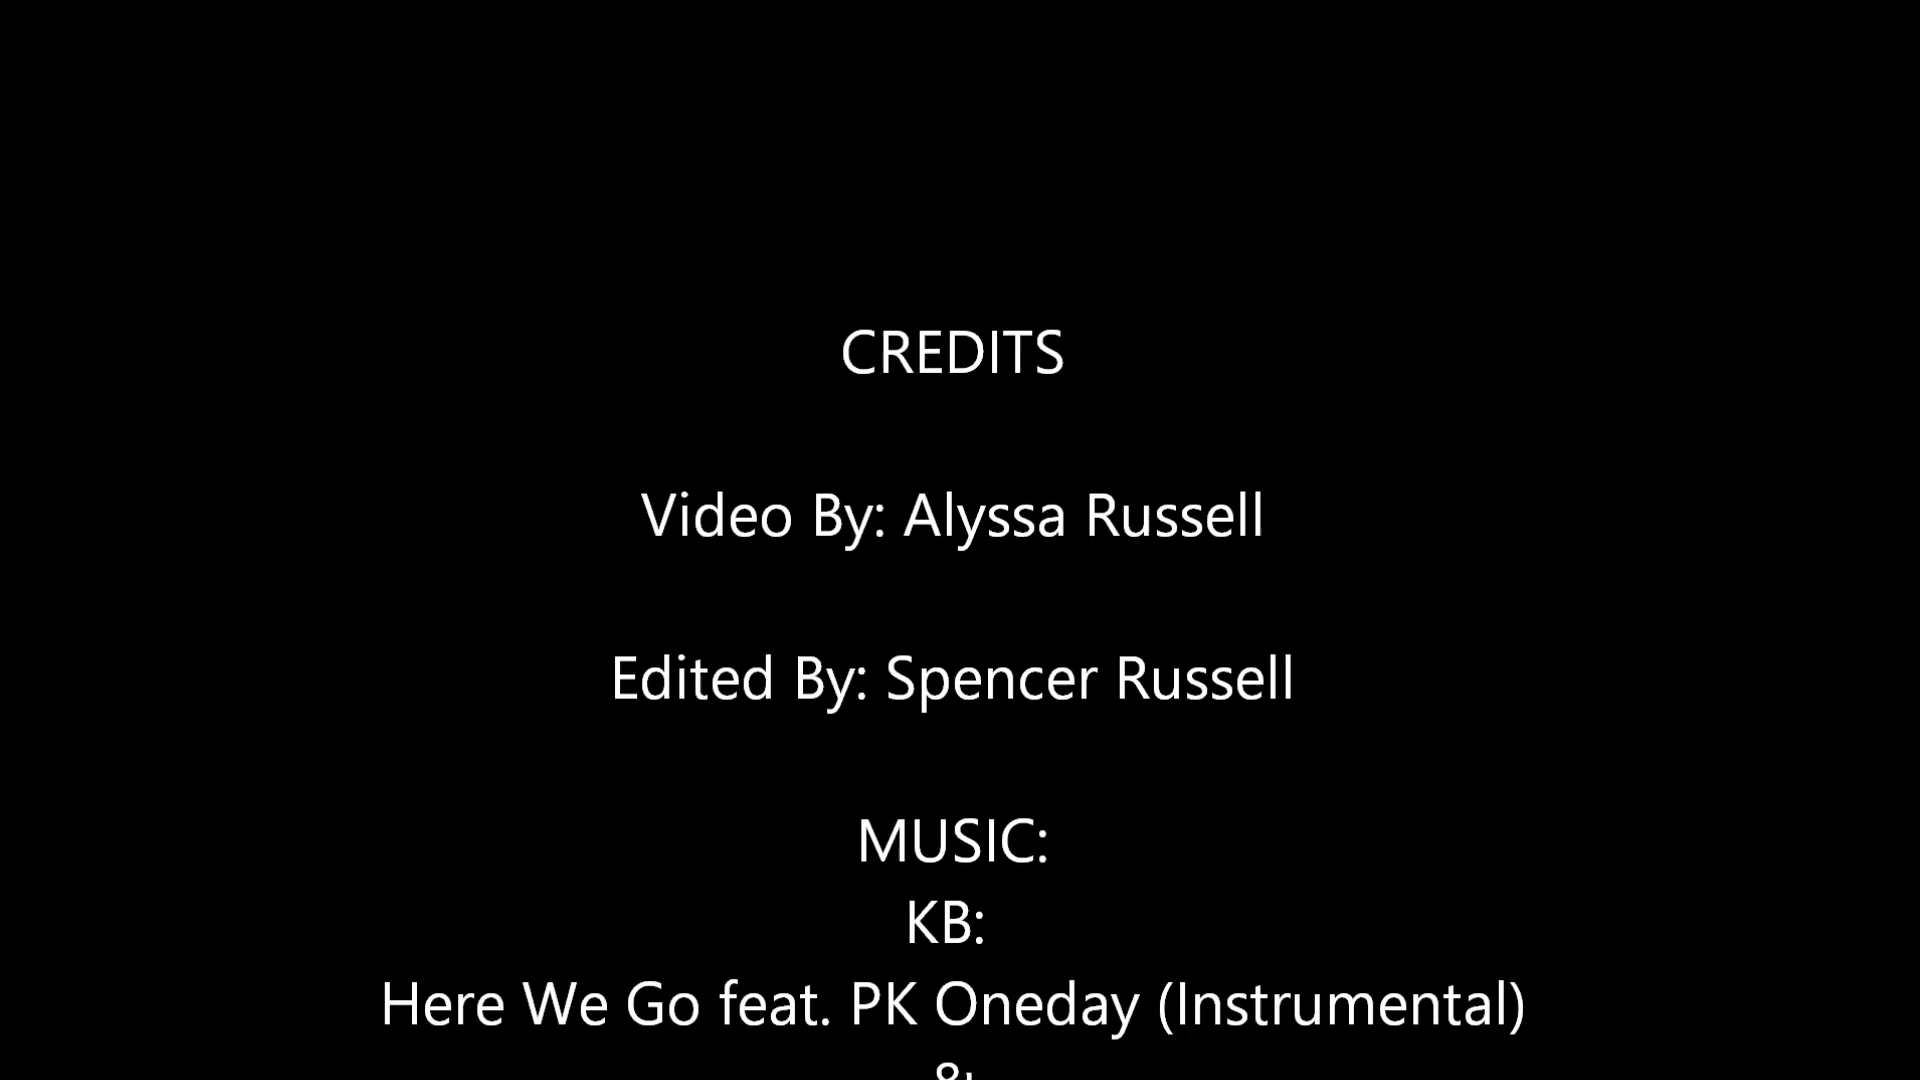 CREDITS
Video By: Alyssa Russell
Edited By: Spencer Russell
MUSIC:
KB:
Here We Go feat. PK Oneday (Instrumental)
&